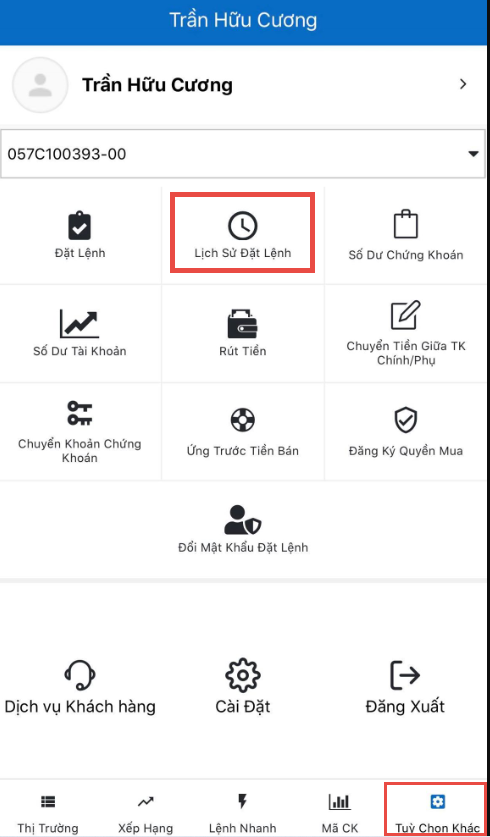 Trần Hữu Cương
Trần Hữu Cương
057C100393-00
Đặt Lệnh
Lịch Sử Đặt Lệnh
Số Dư Chứng Khoán
Số Dư Tài Khoản
Rút Tiền
Chuyển Tiền Giữa TK
Chính/Phụ
Chuyển Khoản Chứng
Khoán
Ứng Trước Tiền Bán
Đăng Ký Quyền Mua
Đổi Mật Khẩu Đặt Lệnh
Dịch vụ Khách hàng
Cài Đặt
Đăng Xuất
Thị Trường
Xếp Hạng
Lệnh Nhanh
Mã CK
Tuỳ Chọn Khác